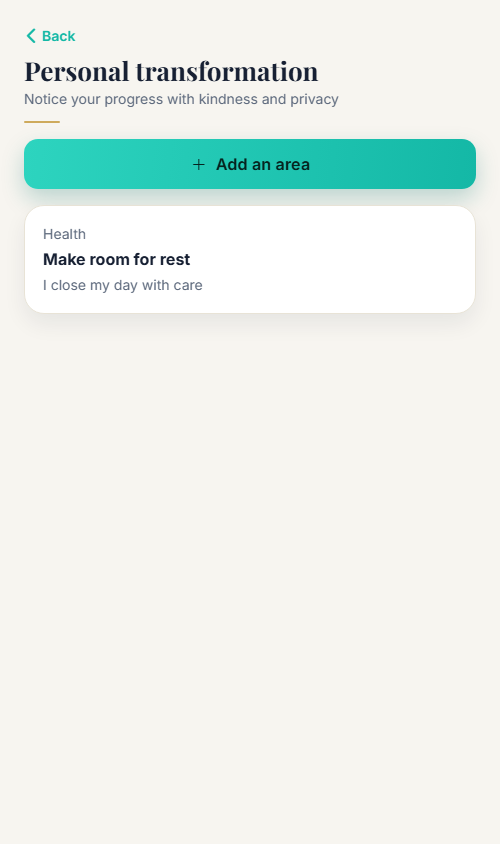 Back
Personal transformation
Notice your progress with kindness and privacy
+ Add an area
Health
Make room for rest
I close my day with care